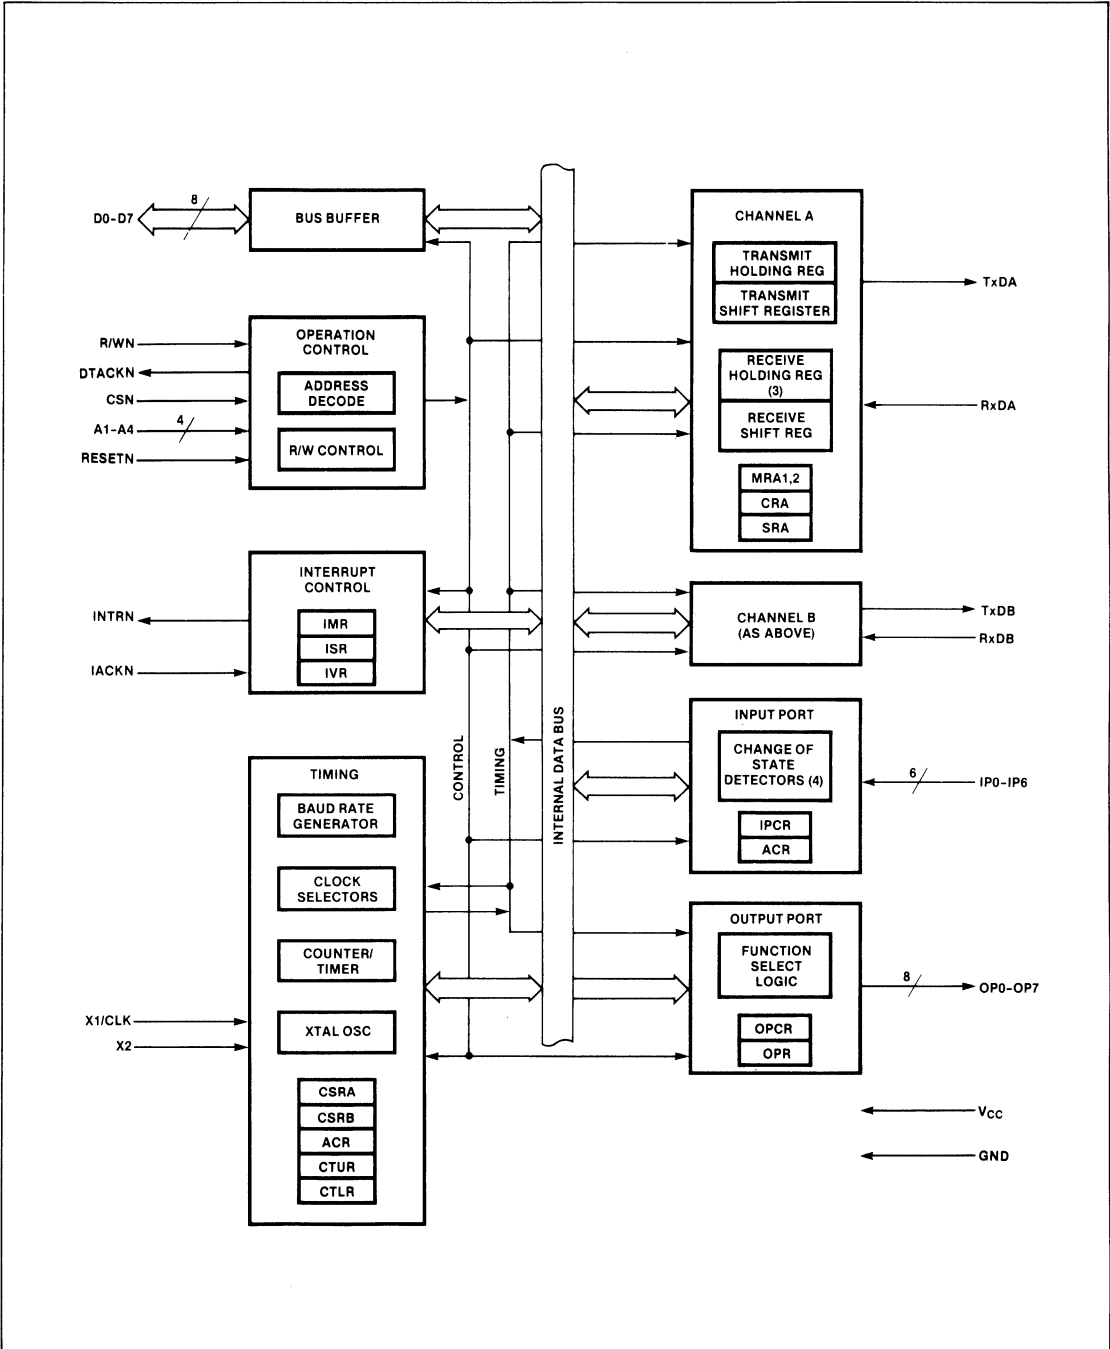 D0-D7
8
BUS BUFFER
R/WN
DTACKN
CSN
A1-A4
4
RESETN
OPERATION
CONTROL
ADDRESS
DECODE
R/W CONTROL
INTRN
IACKN
INTERRUPT
CONTROL
IMR
ISR
IVR
X1/CLK
X2
TIMING
BAUD RATE
GENERATOR
CLOCK
SELECTORS
COUNTER/
TIMER
XTAL OSC
CSRA
CSRB
ACR
CTUR
CTLR
CONTROL
TIMING
INTERNAL DATA BUS
CHANNEL A
TRANSMIT
HOLDING REG
TRANSMIT
SHIFT REGISTER
RECEIVE
HOLDING REG
(3)
RECEIVE
SHIFT REG
MRA1,2
CRA
SRA
TxDA
RxDA
CHANNEL B
(AS ABOVE)
TxDB
RxDB
INPUT PORT
CHANGE OF
STATE
DETECTORS (4)
IPCR
ACR
6
IP0-IP6
OUTPUT PORT
FUNCTION
SELECT
LOGIC
OPCR
OPR
8
OP0-OP7
VCC
GND